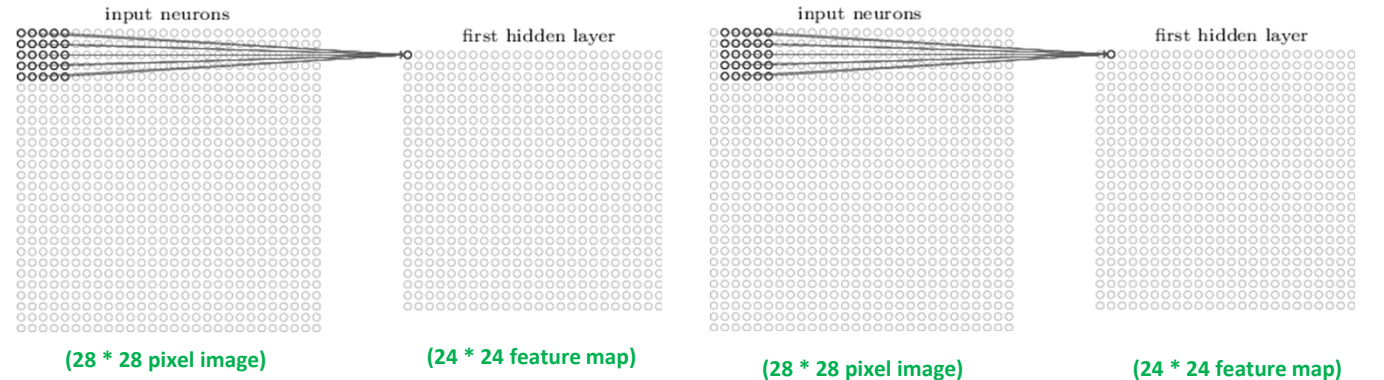 input neurons
first hidden layer
(28 * 28 pixel image)
(24 * 24 feature map)
input neurons
first hidden layer
(28 * 28 pixel image)
(24 * 24 feature map)